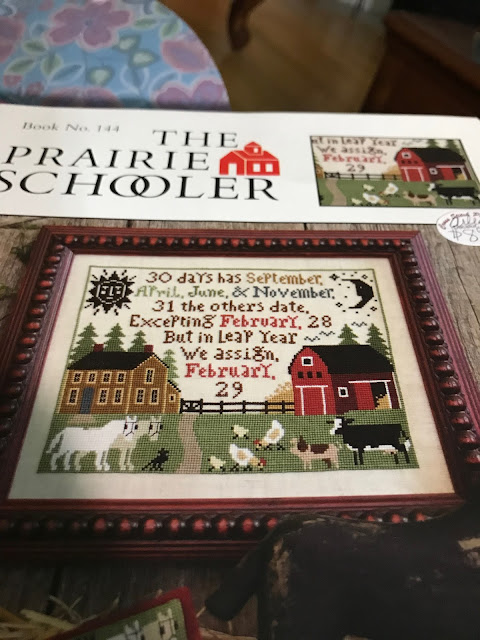 Book No. 144
THE
PRAIRIE
SCHOOLER
but in Leap Year
We assign,
February,
29
30 days has September,
April, June, & November,
31 the others date,
Excepting February, 28
But in Leap Year
We assign,
February,
29